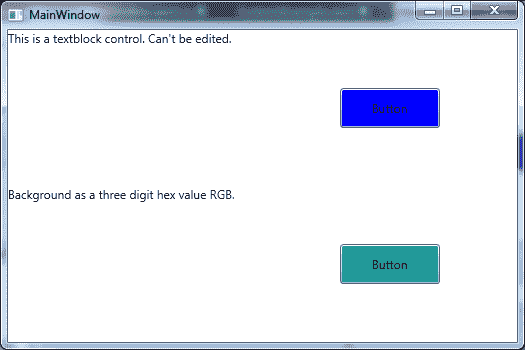 MainWindow
This is a textblock control. Can't be edited.
Button
Background as a three digit hex value RGB.
Button